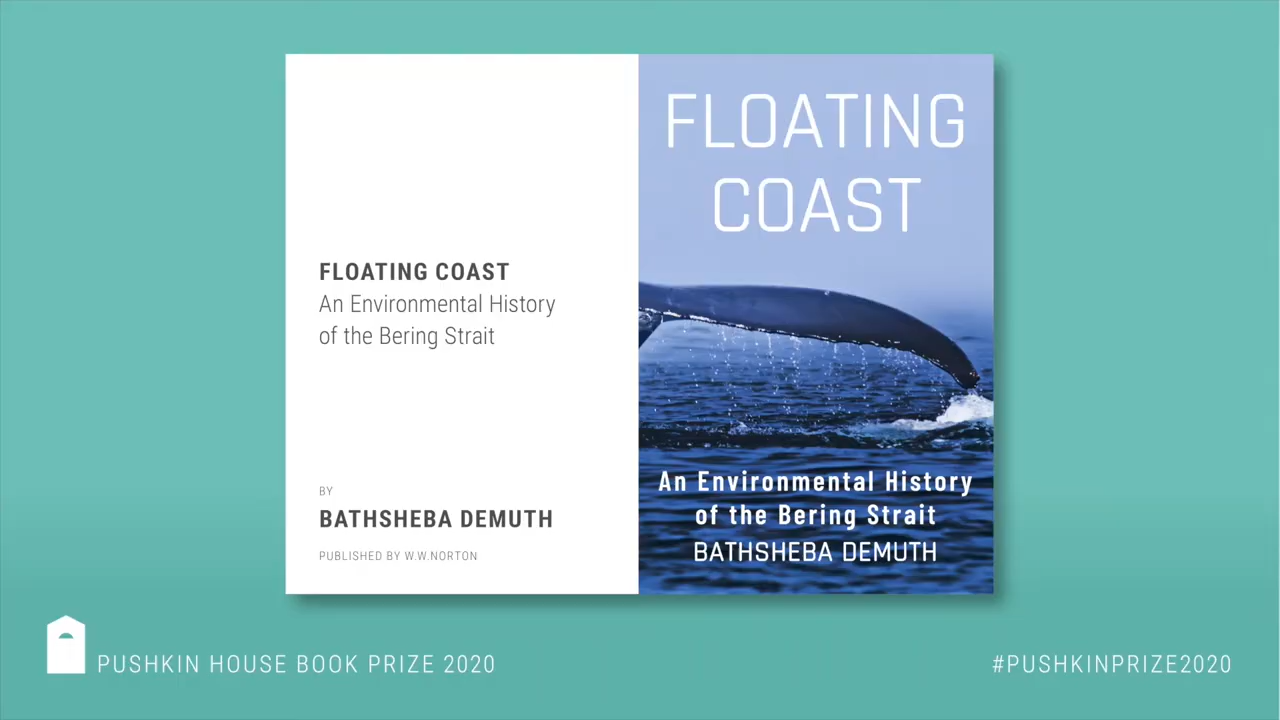 FLOATING COAST
An Environmental History
of the Bering Strait
BY
BATHSHEBA DEMUTH
PUBLISHED BY W.W.NORTON
FLOATING
COAST
An Environmental History
of the Bering Strait
BATHSHEBA DEMUTH
PUSHKIN HOUSE BOOK PRIZE 2020
#PUSHKINPRIZE2020